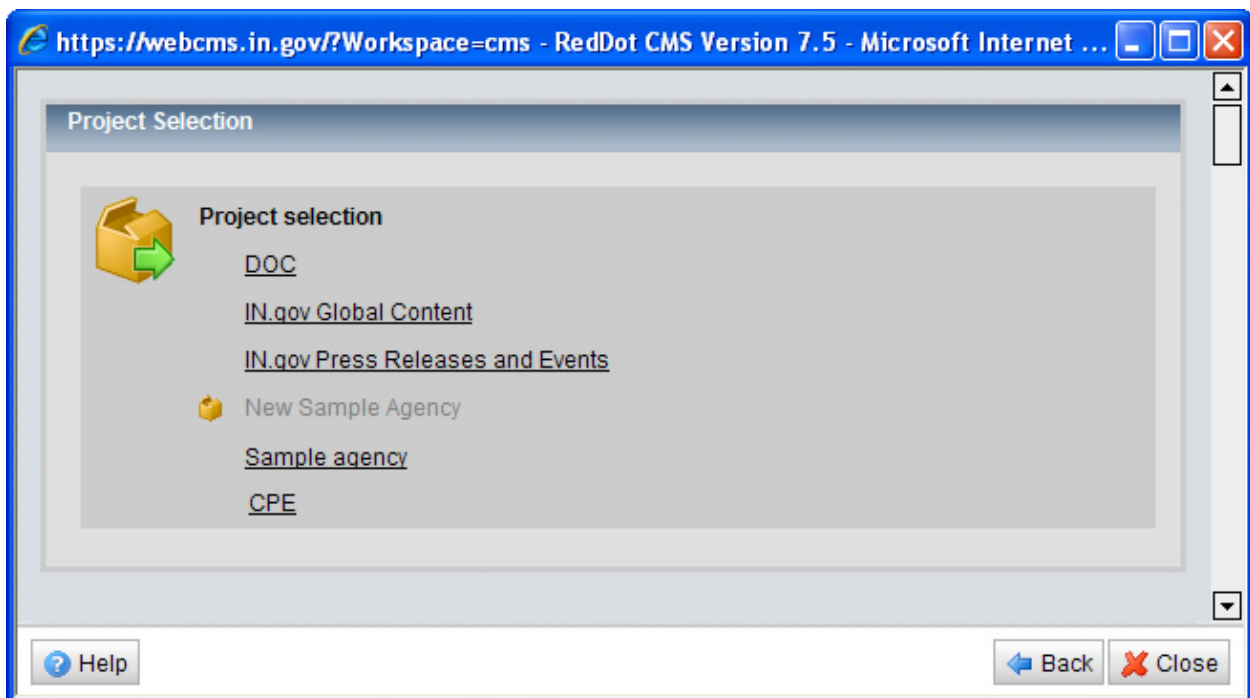 https://webcms.in.gov/?Workspace=cms - RedDot CMS Version 7.5 - Microsoft Internet ...
Project Selection
Project selection
DOC
IN.gov Global Content
IN.gov Press Releases and Events
New Sample Agency
Sample agency
CPE
Help
Back
Close